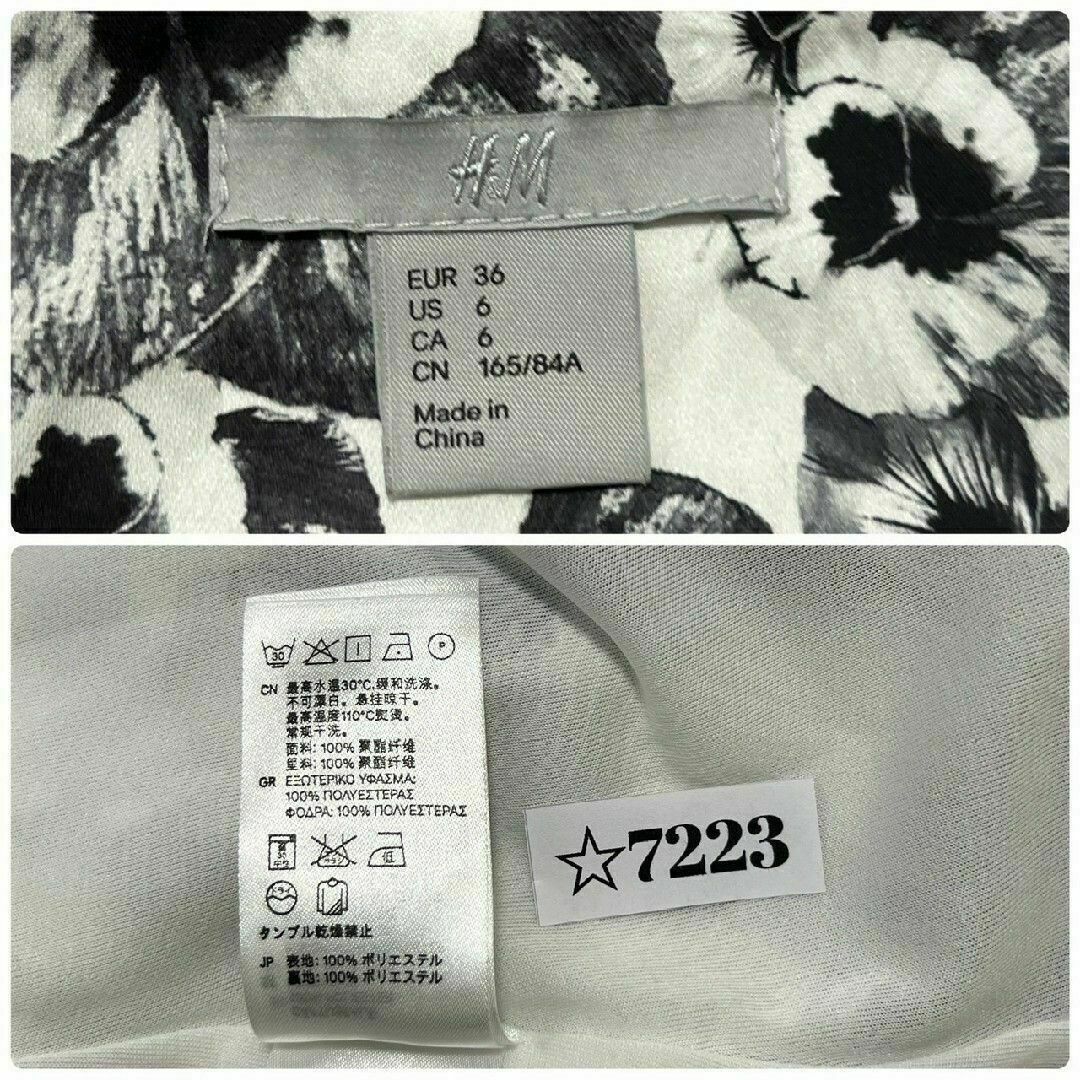 H&M
EUR 36
US 6
CA 6
CN 165/84A
Made in
China
30 P
CN 最高水温30°C,缓和洗涤。
不可漂白。悬挂晾干。
最高温度110°C熨烫。
常规干洗。
面料: 100% 聚酯纤维
里料: 100% 聚酯纤维
GR ΕΞΩΤΕΡΙΚΟ ΥΦΑΣΜΑ:
100% ΠΟΛΥΕΣΤΕΡΑΣ
ΦΟΔΡΑ: 100% ΠΟΛΥΕΣΤΕΡΑΣ
低
ドライ
タンブル乾燥禁止
JP 表地: 100% ポリエステル
裏地: 100% ポリエステル
☆7223